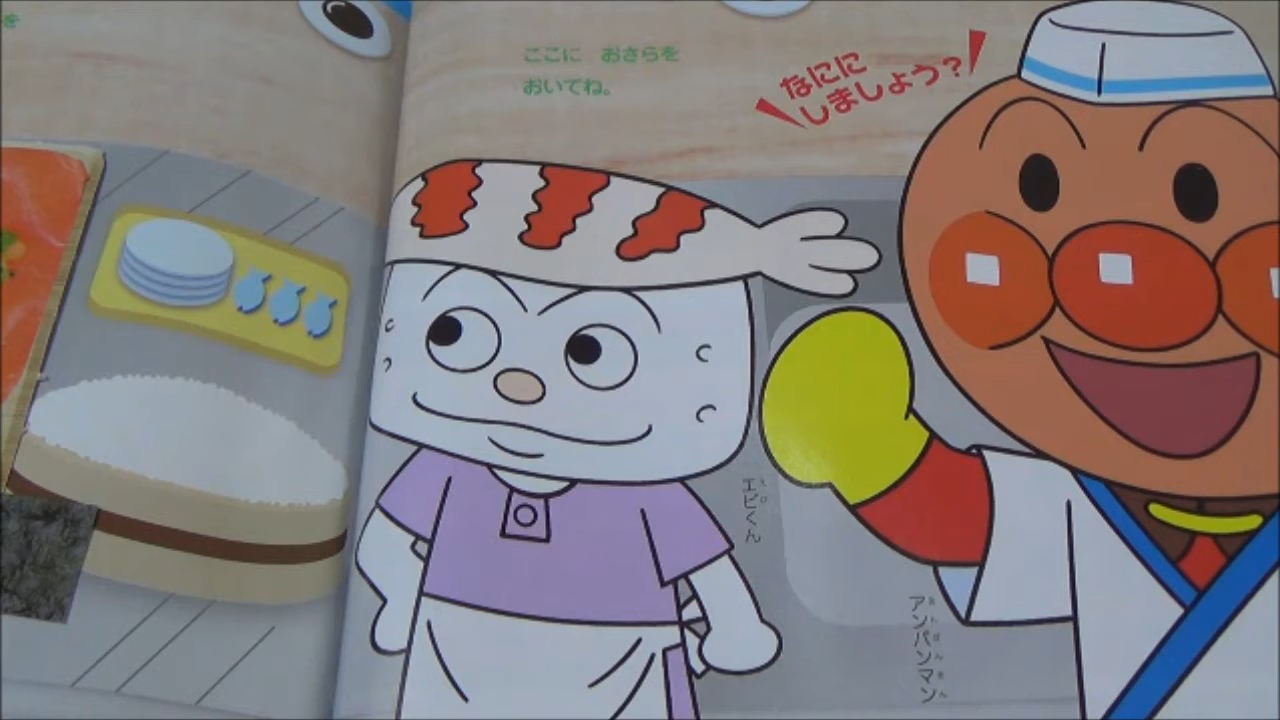 を
ここに おさらを
おいてね。
なにに
しましょう?
エビくん
アンパンマン